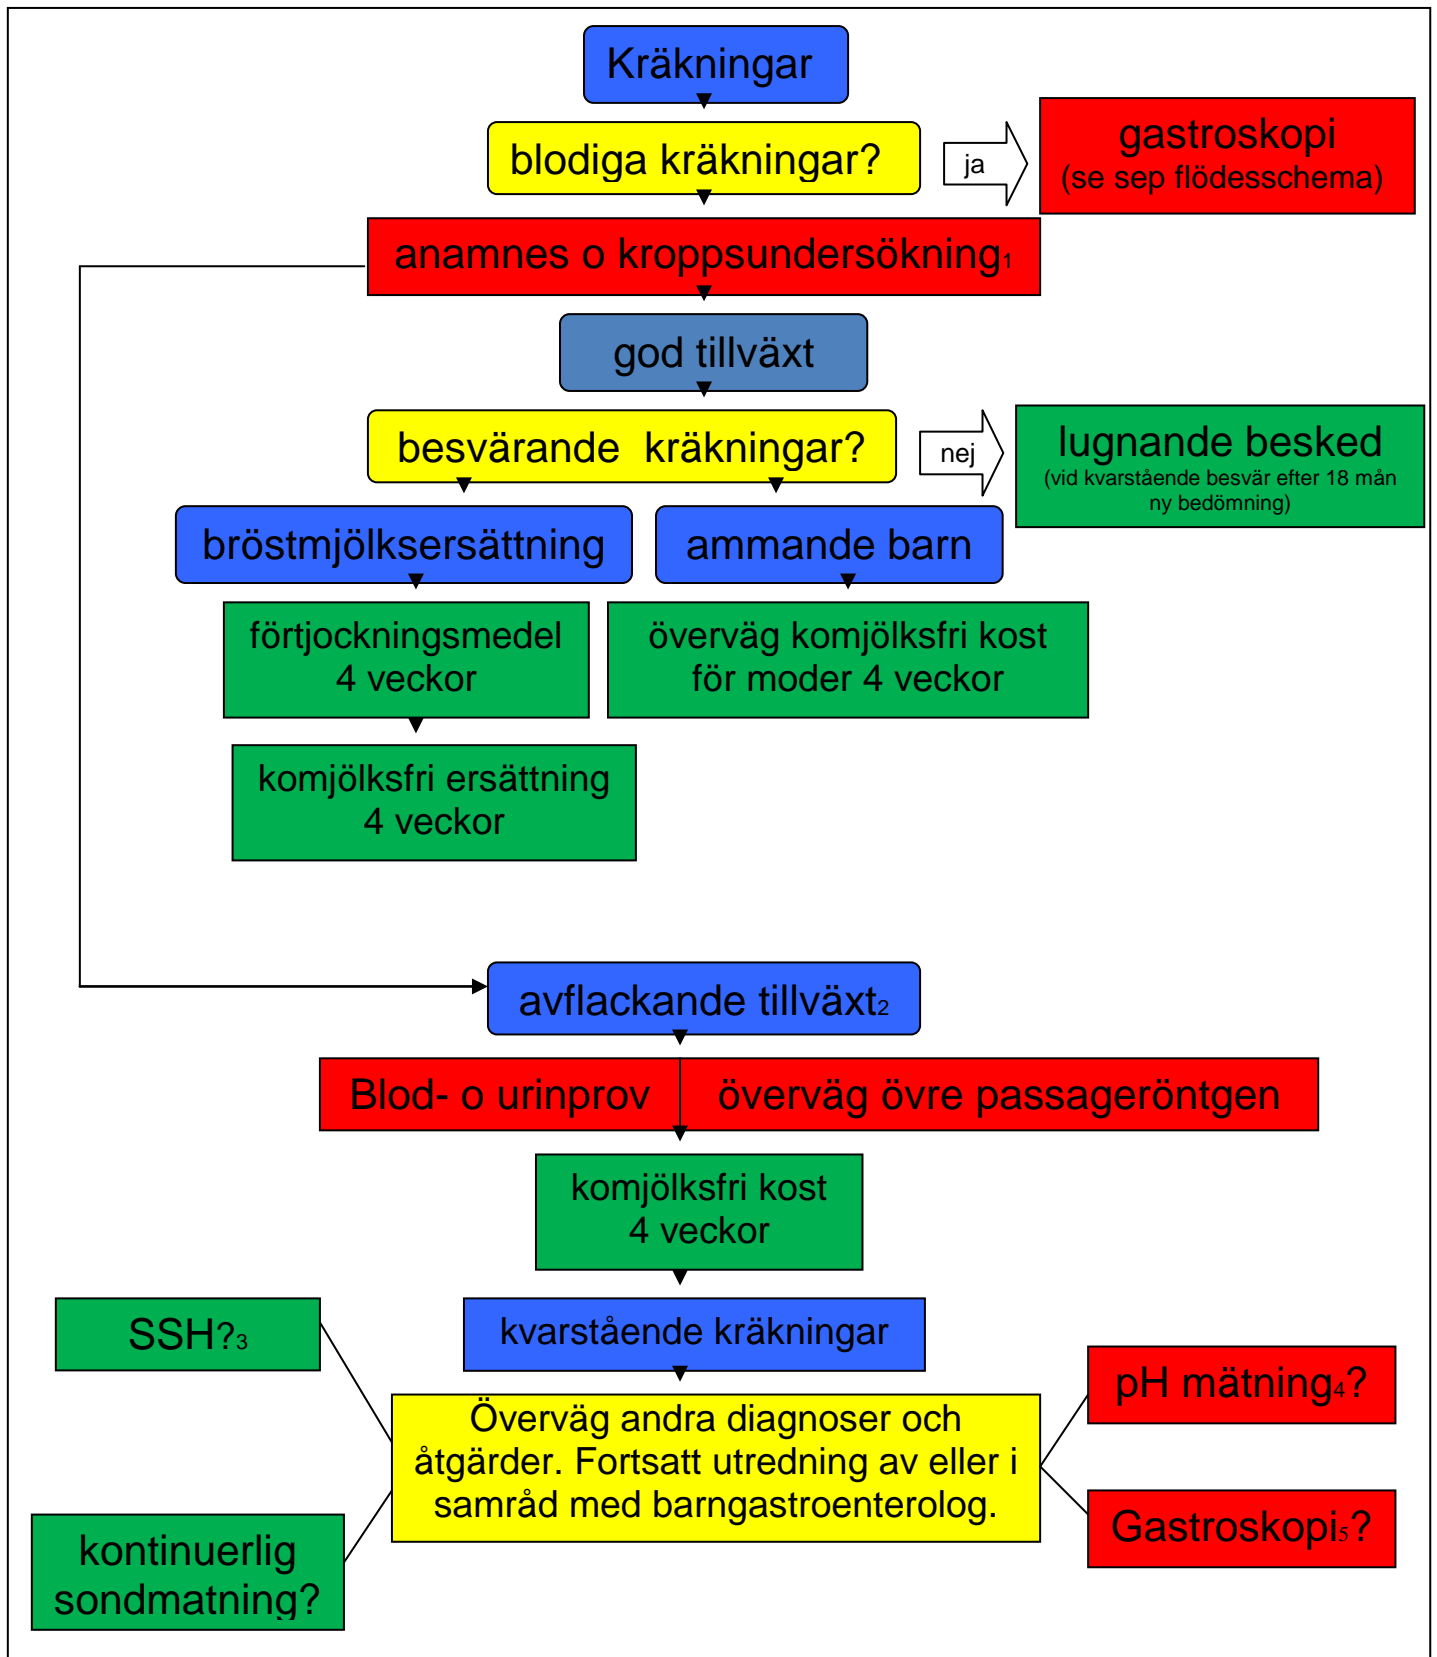 Kräkningar
blodiga kräkningar?
ja
gastroskopi
(se sep flödesschema)
anamnes o kroppsundersökning1
god tillväxt
besvärande kräkningar?
nej
lugnande besked
(vid kvarstående besvär efter 18 mån
ny bedömning)
bröstmjölksersättning
ammande barn
förtjockningsmedel
4 veckor
överväg komjölksfri kost
för moder 4 veckor
komjölksfri ersättning
4 veckor
avflackande tillväxt2
Blod- o urinprov
överväg övre passageröntgen
komjölksfri kost
4 veckor
kvarstående kräkningar
SSH?3
pH mätning4?
Överväg andra diagnoser och
åtgärder. Fortsatt utredning av eller i
samråd med barngastroenterolog.
kontinuerlig
sondmatning?
Gastroskopi5?